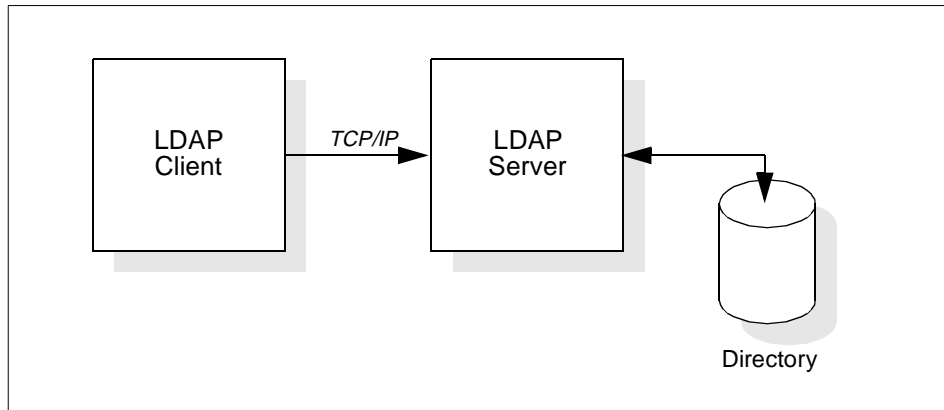 LDAP
Client
TCP/IP
LDAP
Server
Directory